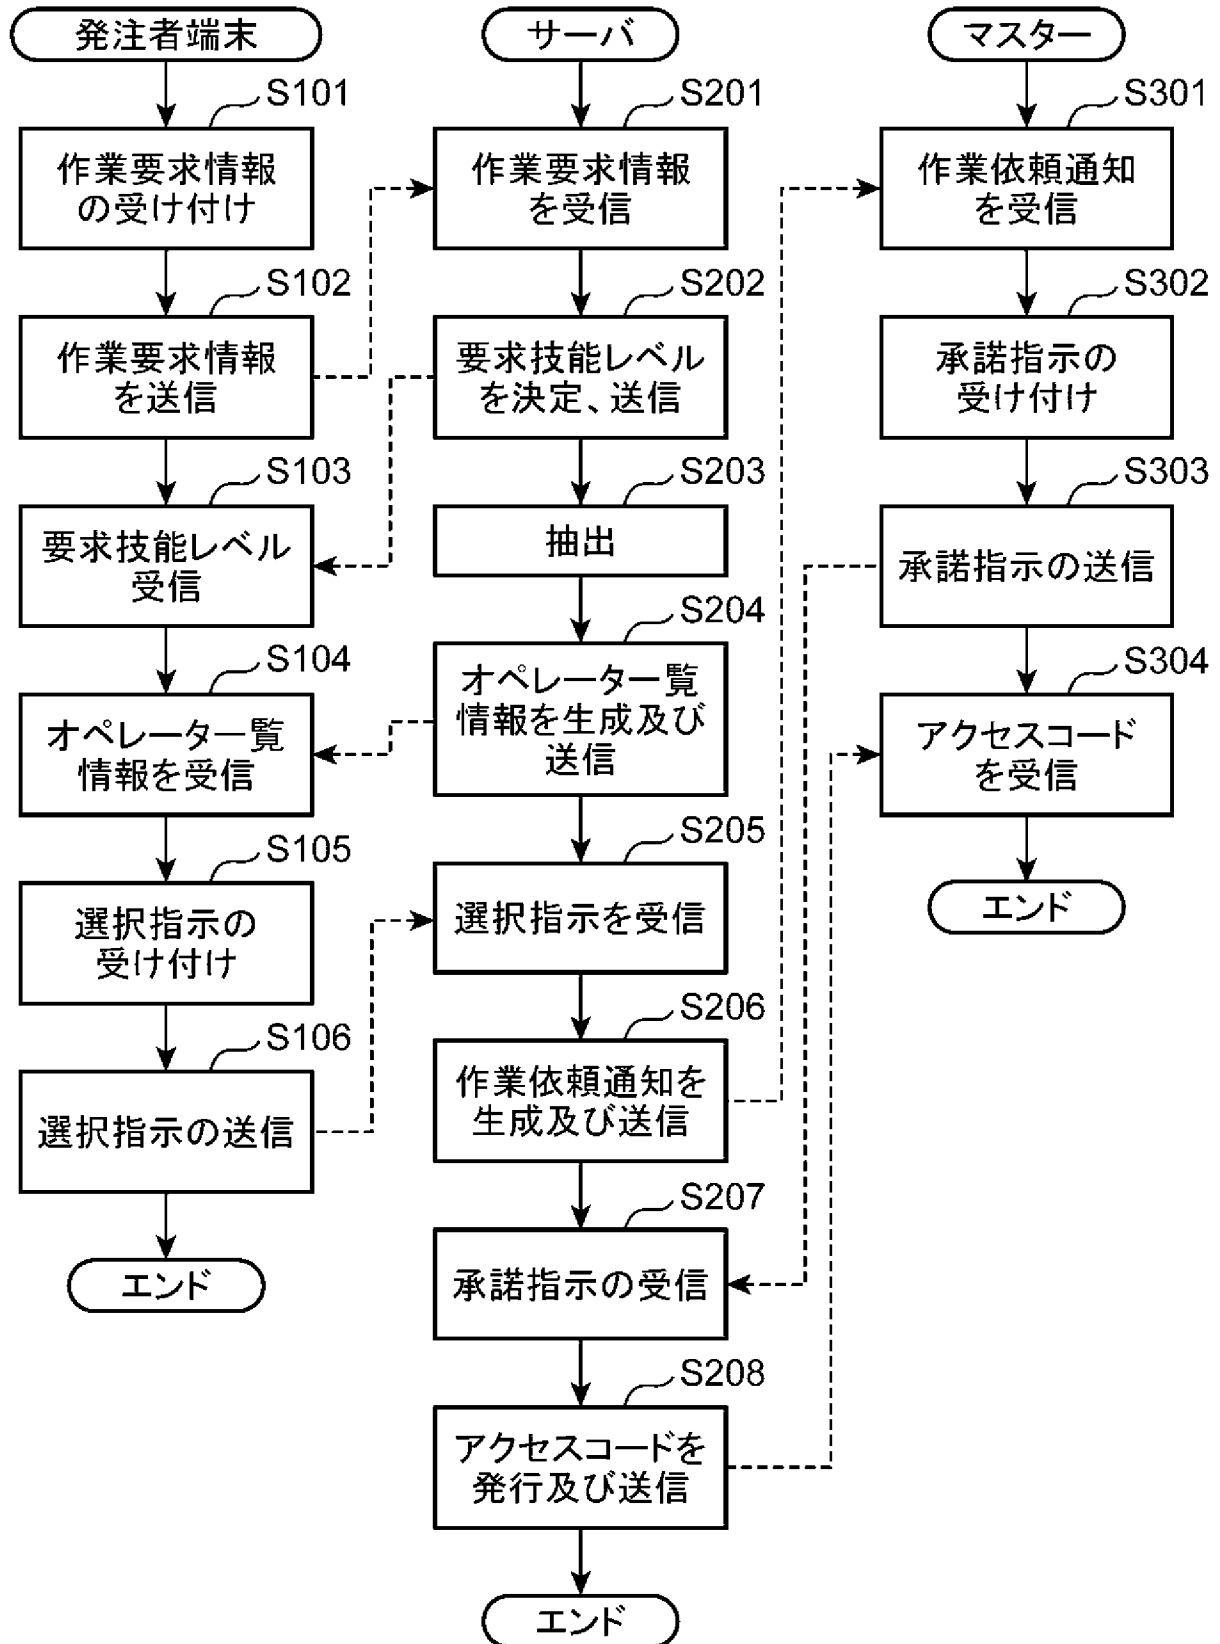 発注者端末
S101
作業要求情報
の受け付け
S102
作業要求情報
を送信
S103
要求技能レベル
受信
S104
オペレータ一覧
情報を受信
S105
選択指示の
受け付け
S106
選択指示の送信
エンド
サーバ
S201
作業要求情報
を受信
S202
要求技能レベル
を決定、送信
S203
抽出
S204
オペレータ一覧
情報を生成及び
送信
S205
選択指示を受信
S206
作業依頼通知を
生成及び送信
S207
承諾指示の受信
S208
アクセスコードを
発行及び送信
エンド
マスター
S301
作業依頼通知
を受信
S302
承諾指示の
受け付け
S303
承諾指示の送信
S304
アクセスコード
を受信
エンド